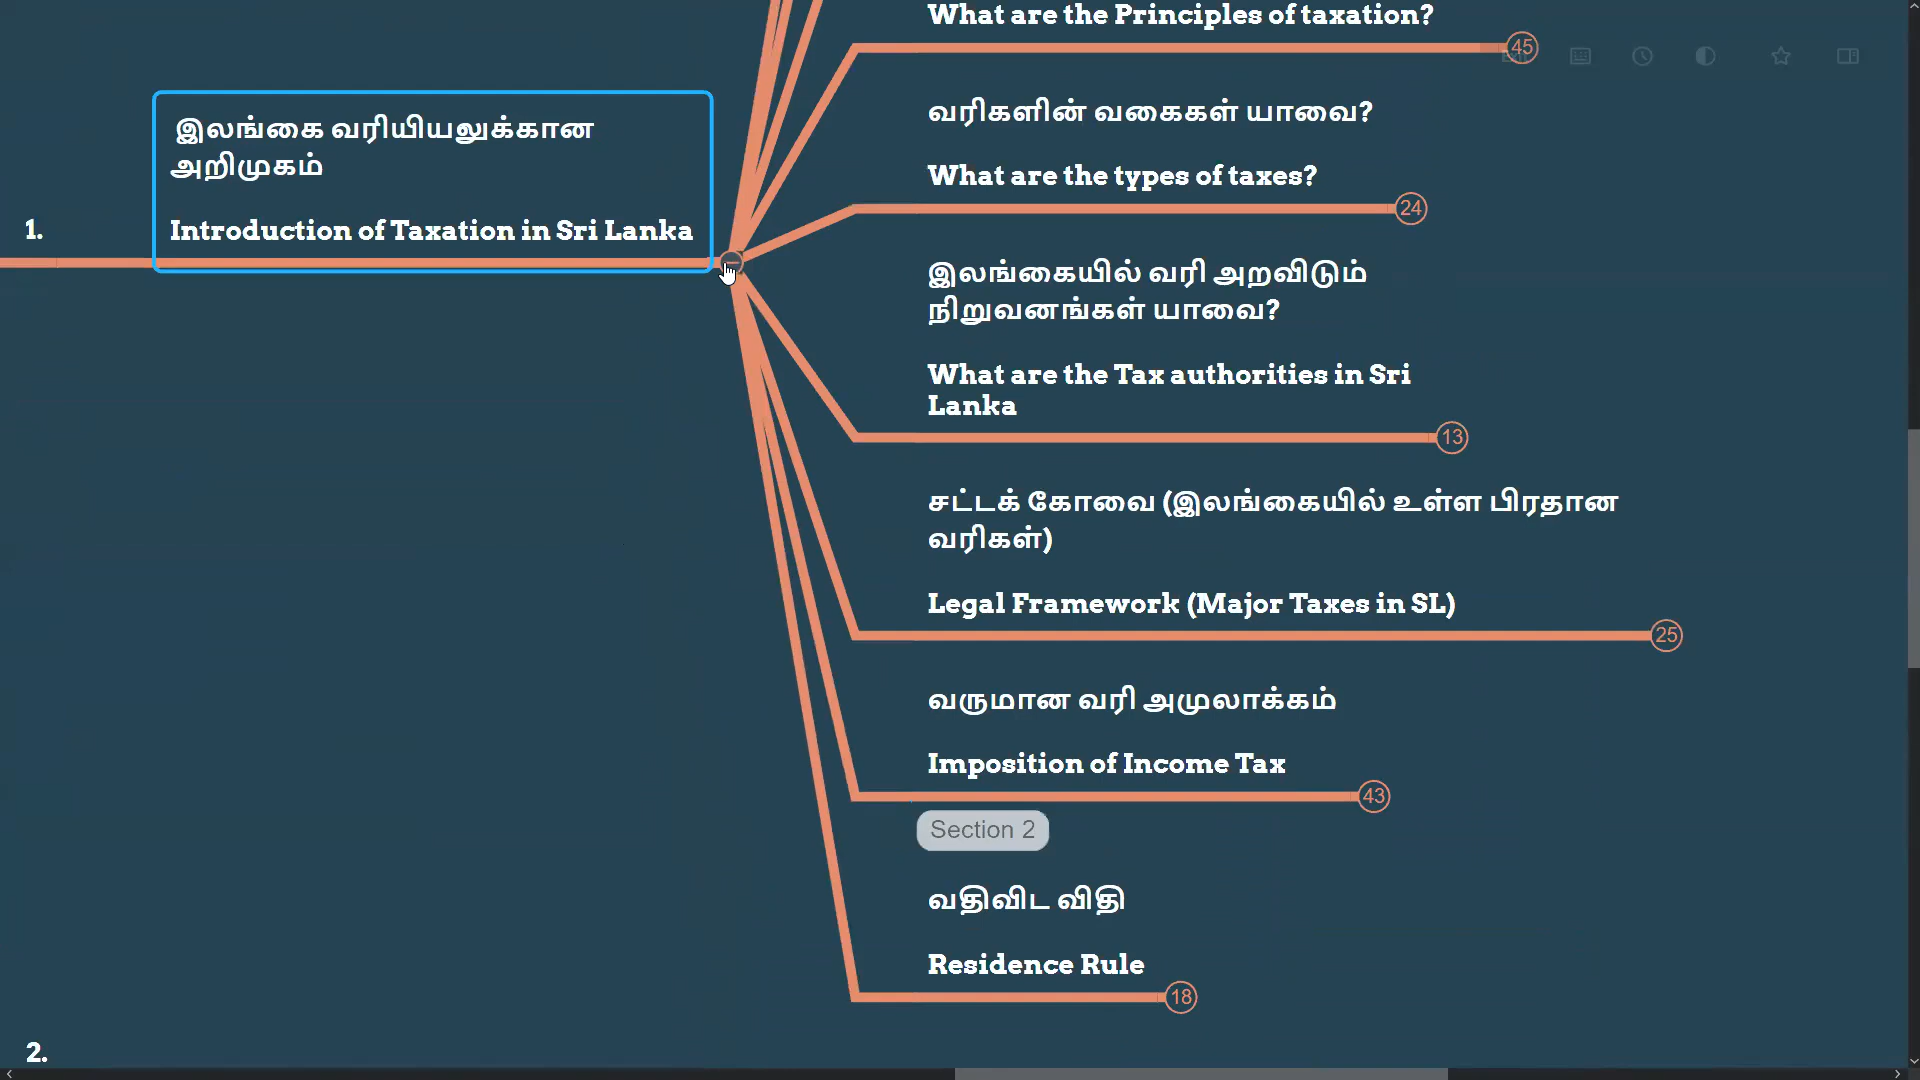 What are the Principles of taxation?
45
வரிகளின் வகைகள் யாவை?
What are the types of taxes?
24
1.
இலங்கை வரியியலுக்கான
அறிமுகம்
Introduction of Taxation in Sri Lanka
இலங்கையில் வரி அறவிடும்
நிறுவனங்கள் யாவை?
What are the Tax authorities in Sri
Lanka
13
சட்டக் கோவை (இலங்கையில் உள்ள பிரதான
வரிகள்)
Legal Framework (Major Taxes in SL)
25
வருமான வரி அமுலாக்கம்
Imposition of Income Tax
43
Section 2
வதிவிட விதி
Residence Rule
18
2.